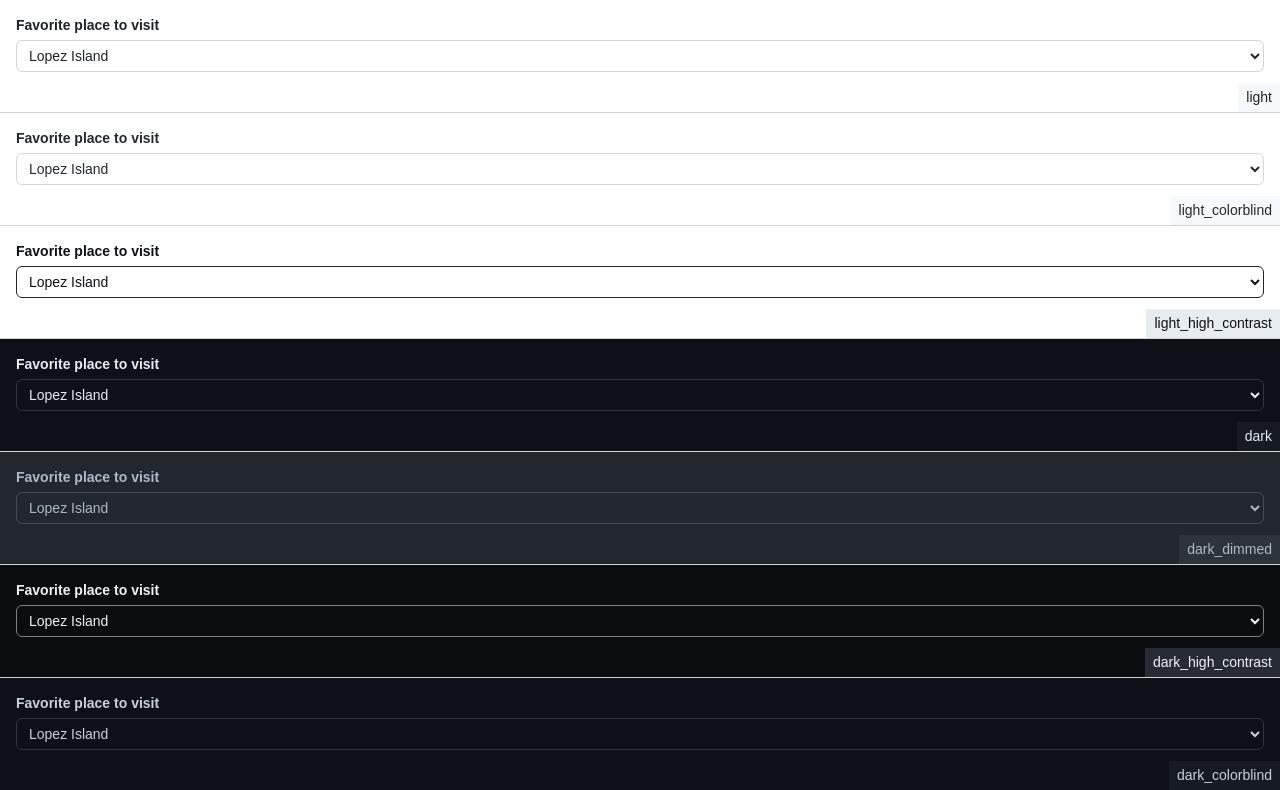 Favorite place to visit
Lopez Island
light
Favorite place to visit
Lopez Island
light_colorblind
Favorite place to visit
Lopez Island
light_high_contrast
Favorite place to visit
Lopez Island
dark
Favorite place to visit
Lopez Island
dark_dimmed
Favorite place to visit
Lopez Island
dark_high_contrast
Favorite place to visit
Lopez Island
dark_colorblind